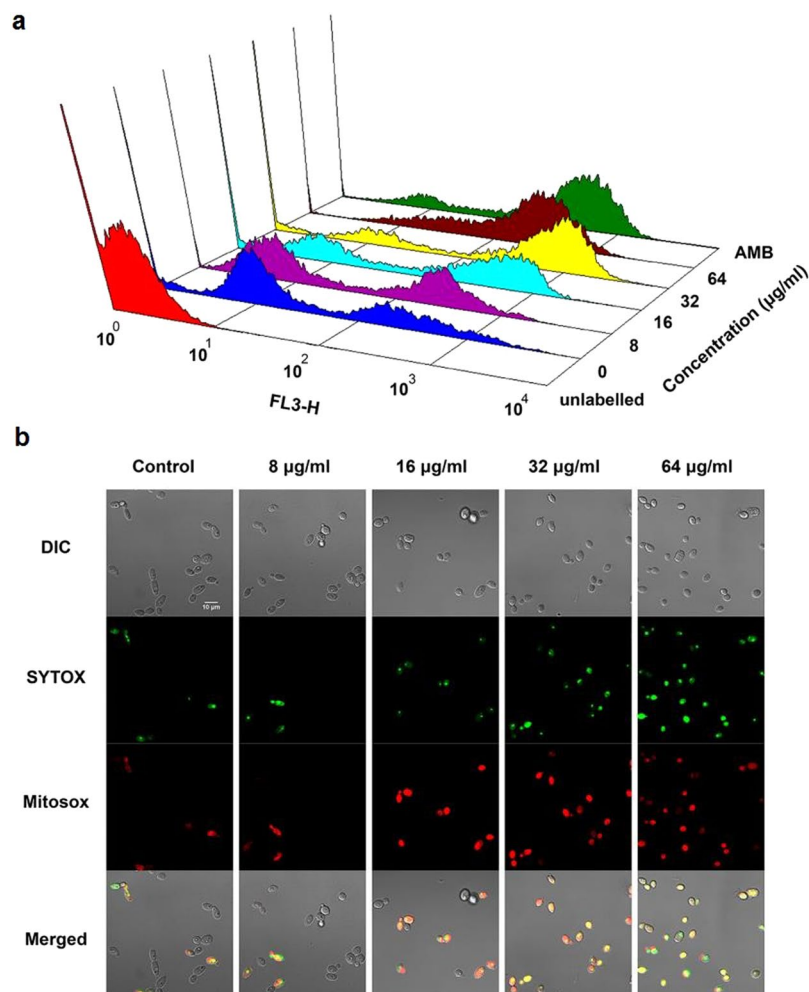 a
AMB
64
32
16
8
0
unlabelled
Concentration (µg/ml)
10^0
10^1
10^2
10^3
10^4
FL3-H
b
Control 8 µg/ml 16 µg/ml 32 µg/ml 64 µg/ml
DIC
10 µm
SYTOX
Mitosox
Merged